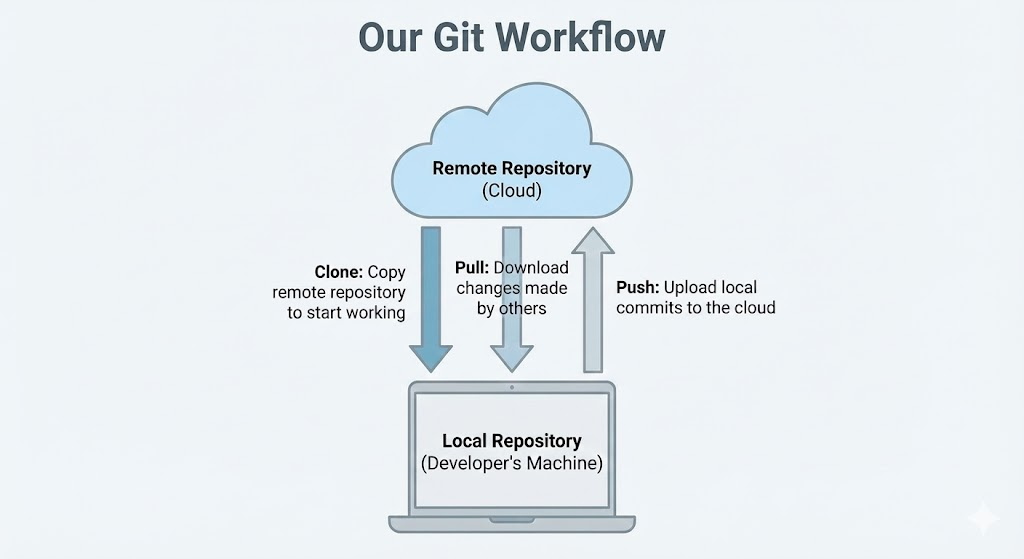 Our Git Workflow
Remote Repository
(Cloud)
Clone: Copy
remote repository
to start working
Pull: Download
changes made
by others
Push: Upload local
commits to the cloud
Local Repository
(Developer's Machine)